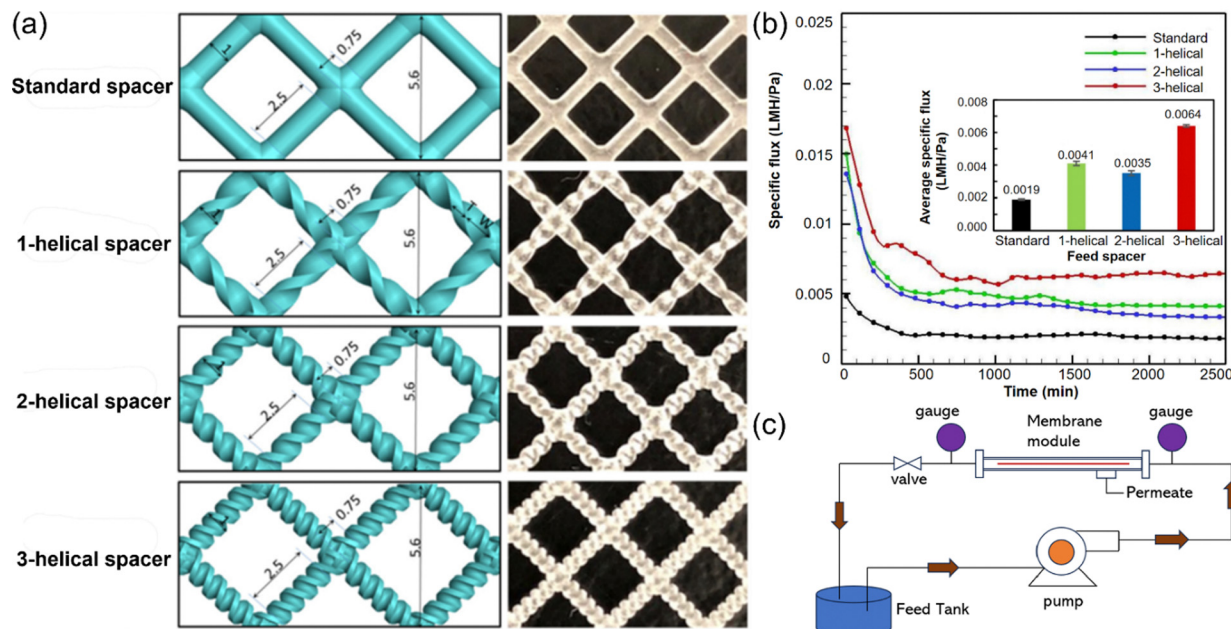 (a)
Standard spacer
1
0.75
2.5
5.6
1-helical spacer
1
0.75
2.5
5.6
T
W
2-helical spacer
1
0.75
2.5
5.6
3-helical spacer
1
0.75
2.5
5.6
(b)
0.025
0.02
0.015
0.01
0.005
0
Specific flux (LMH/Pa)
Standard
1-helical
2-helical
3-helical
Average specific flux
(LMH/Pa)
0.008
0.006
0.004
0.002
0.000
0.0019
0.0041
0.0035
0.0064
Standard 1-helical 2-helical 3-helical
Feed spacer
0 500 1000 1500 2000 2500
Time (min)
(c)
gauge
Membrane
module
gauge
valve
Permeate
Feed Tank
pump